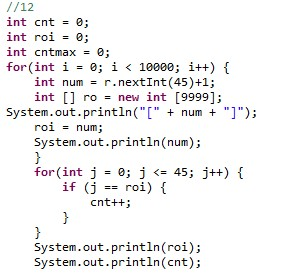 //12
int cnt = 0;
int roi = 0;
int cntmax = 0;
for(int i = 0; i < 10000; i++) {
int num = r.nextInt(45)+1;
int [] ro = new int [9999];
System.out.println("[" + num + "]");
roi = num;
System.out.println(num);
}
for(int j = 0; j <= 45; j++) {
if (j == roi) {
cnt++;
}
}
System.out.println(roi);
System.out.println(cnt);